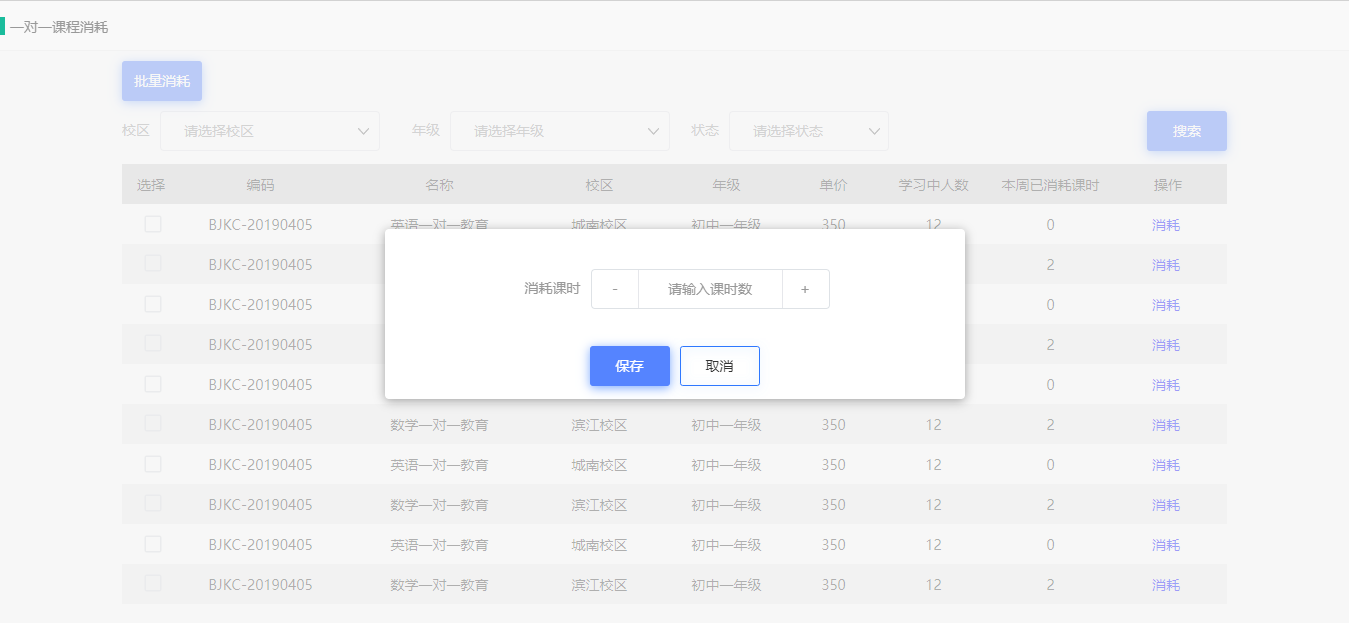 一对一课程消耗
批量消耗
校区 请选择校区 年级 请选择年级 状态 请选择状态 搜索
选择 编码 名称 校区 年级 单价 学习中人数 本周已消耗课时 操作
BJKC-20190405 英语一对一教育 城南校区 初中一年级 350 12 0 消耗
BJKC-20190405 2 消耗
消耗课时 - 请输入课时数 +
BJKC-20190405 0 消耗
BJKC-20190405 2 消耗
保存 取消
BJKC-20190405 0 消耗
BJKC-20190405 数学一对一教育 滨江校区 初中一年级 350 12 2 消耗
BJKC-20190405 英语一对一教育 城南校区 初中一年级 350 12 0 消耗
BJKC-20190405 数学一对一教育 滨江校区 初中一年级 350 12 2 消耗
BJKC-20190405 英语一对一教育 城南校区 初中一年级 350 12 0 消耗
BJKC-20190405 数学一对一教育 滨江校区 初中一年级 350 12 2 消耗